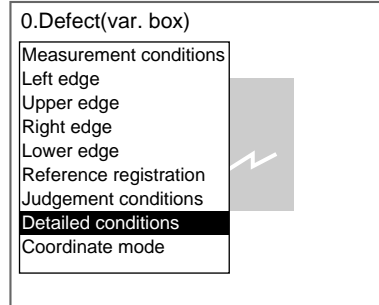 0.Defect(var. box)
Measurement conditions
Left edge
Upper edge
Right edge
Lower edge
Reference registration
Judgement conditions
Detailed conditions
Coordinate mode